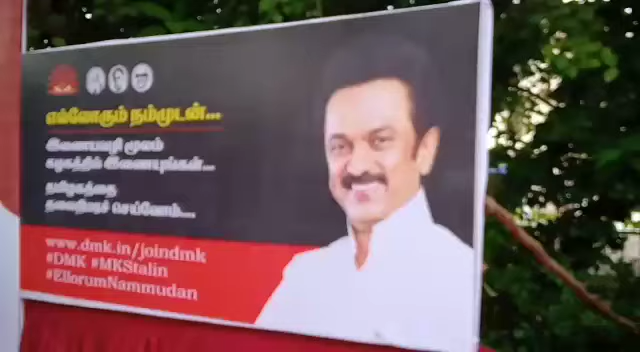 எல்லோரும் நம்முடன்...
இணையவழி மூலம்
கழகத்தில் இணையுங்கள்...
தமிழகத்தை
தலைநிமிரச் செய்வோம்...
www.dmk.in/joindmk
#DMK #MKStalin
#EllorumNammudan